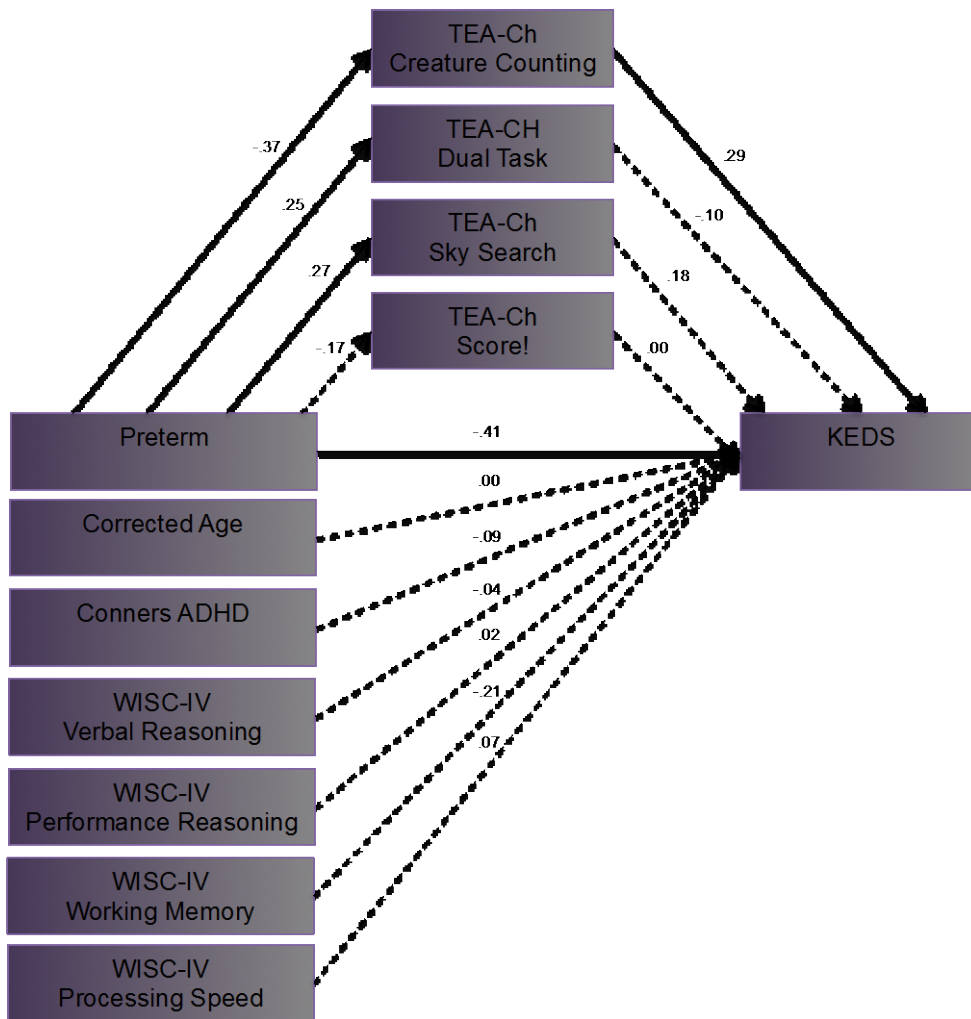 TEA-Ch
Creature Counting
-.37
TEA-CH
Dual Task
.29
.25
-.10
TEA-Ch
Sky Search
.27
.18
TEA-Ch
Score!
-.17
.00
Preterm
-.41
KEDS
.00
Corrected Age
-.09
Conners ADHD
-.04
.02
WISC-IV
Verbal Reasoning
-.21
.07
WISC-IV
Performance Reasoning
WISC-IV
Working Memory
WISC-IV
Processing Speed